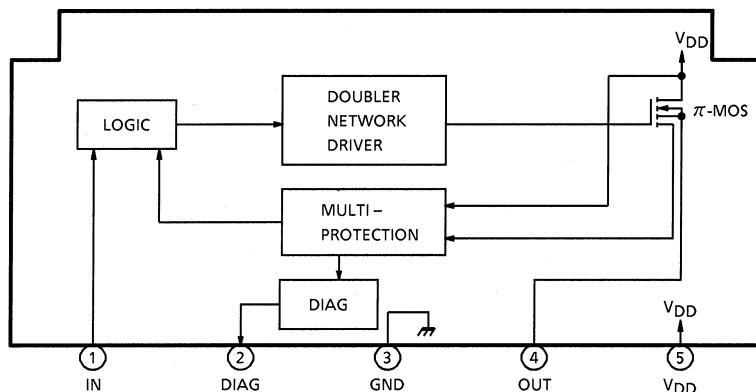 VDD
DOUBLER
NETWORK
DRIVER
LOGIC
π-MOS
MULTI –
PROTECTION
DIAG
VDD
1 2 3 4 5
IN DIAG GND OUT VDD